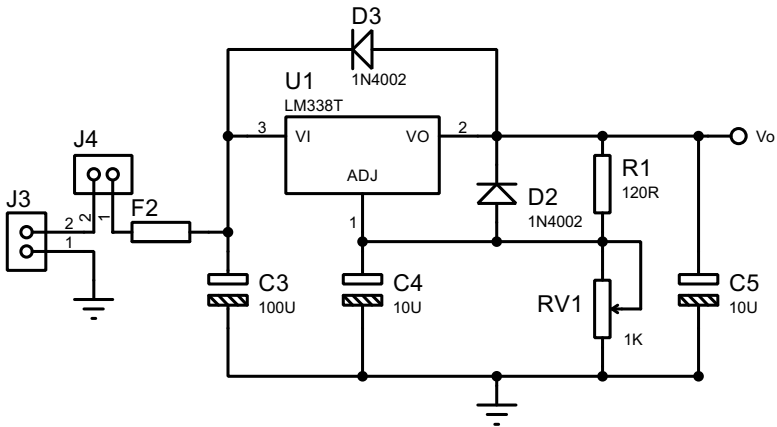 D3
1N4002
U1
LM338T
3
VI
VO
2
Vo
ADJ
J4
J3
2
1
2
1
F2
1
D2
1N4002
R1
120R
C3
100U
C4
10U
RV1
1K
C5
10U